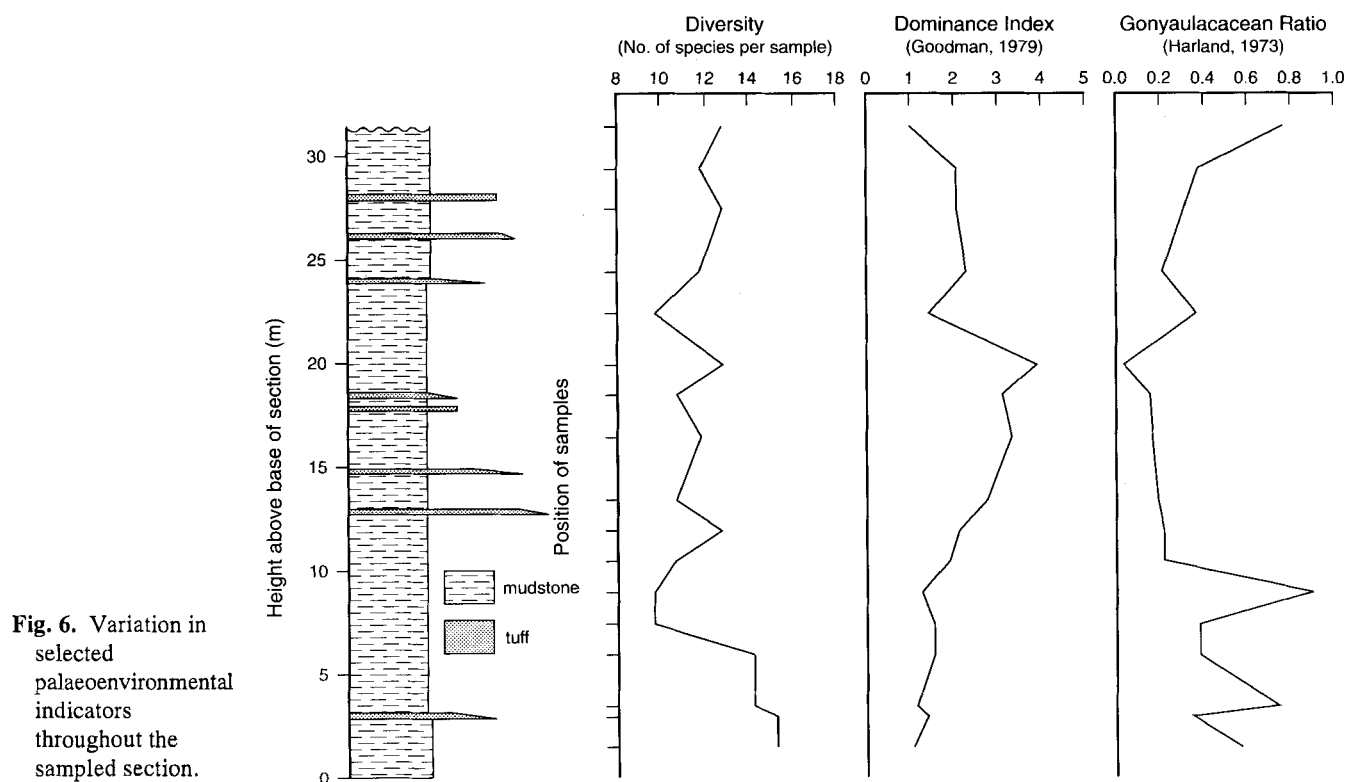 Diversity
(No. of species per sample)
8 10 12 14 16 18
Dominance Index
(Goodman, 1979)
0 1 2 3 4 5
Gonyaulacacean Ratio
(Harland, 1973)
0.0 0.2 0.4 0.6 0.8 1.0
Height above base of section (m)
30
25
20
15
10
5
0
mudstone
tuff
Position of samples
Fig. 6. Variation in
selected
palaeoenvironmental
indicators
throughout the
sampled section.